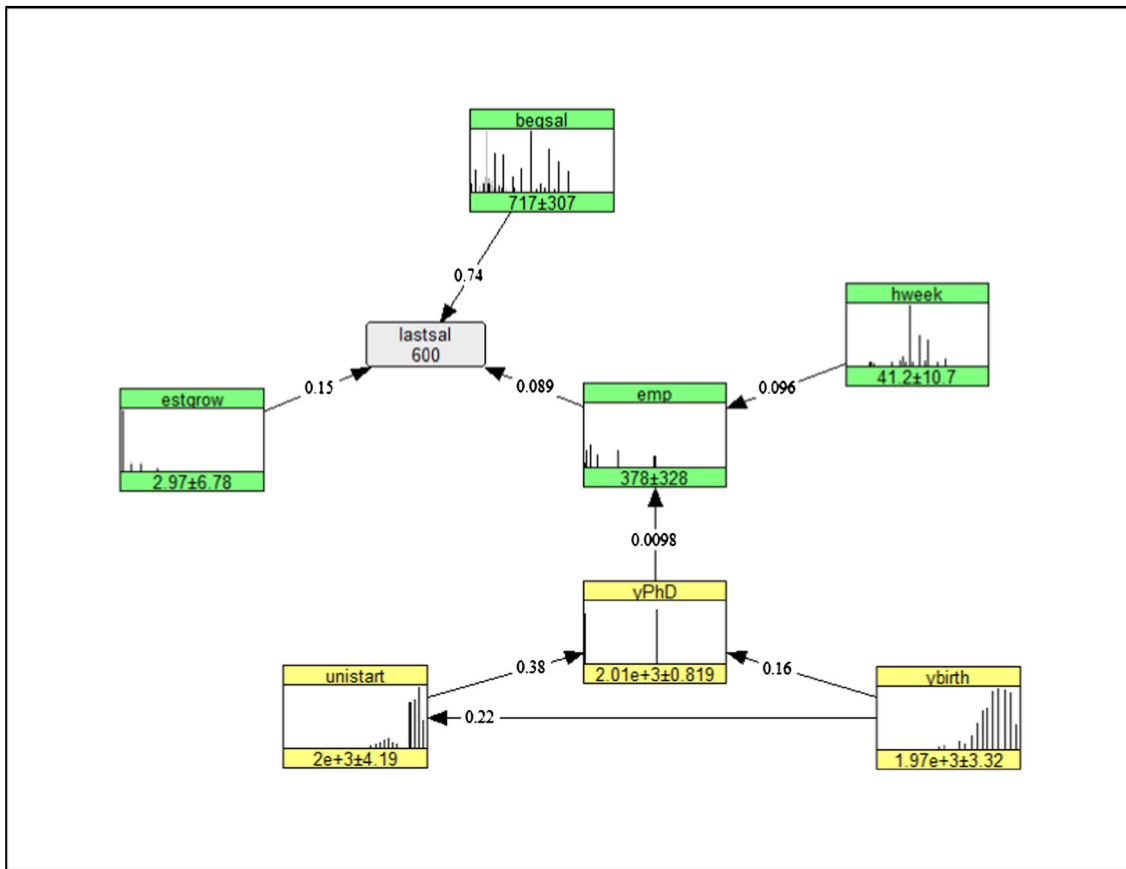 begsal
717±307
0.74
hweek
41.2±10.7
lastsal
600
0.15
0.089
0.096
estgrow
2.97±6.78
emp
378±328
0.0098
yPhD
2.01e+3±0.819
0.38
0.16
unistart
2e+3±4.19
0.22
ybirth
1.97e+3±3.32